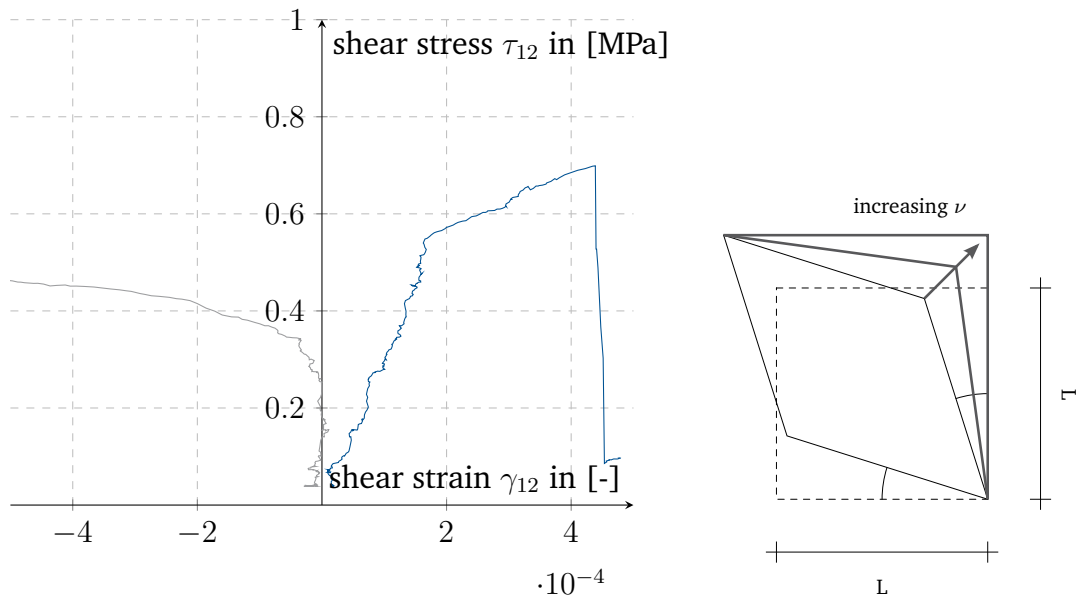 1
shear stress τ₁₂ in [MPa]
0.8
0.6
0.4
0.2
shear strain γ₁₂ in [-]
−4
−2
2
4
·10⁻⁴
increasing ν
L
L